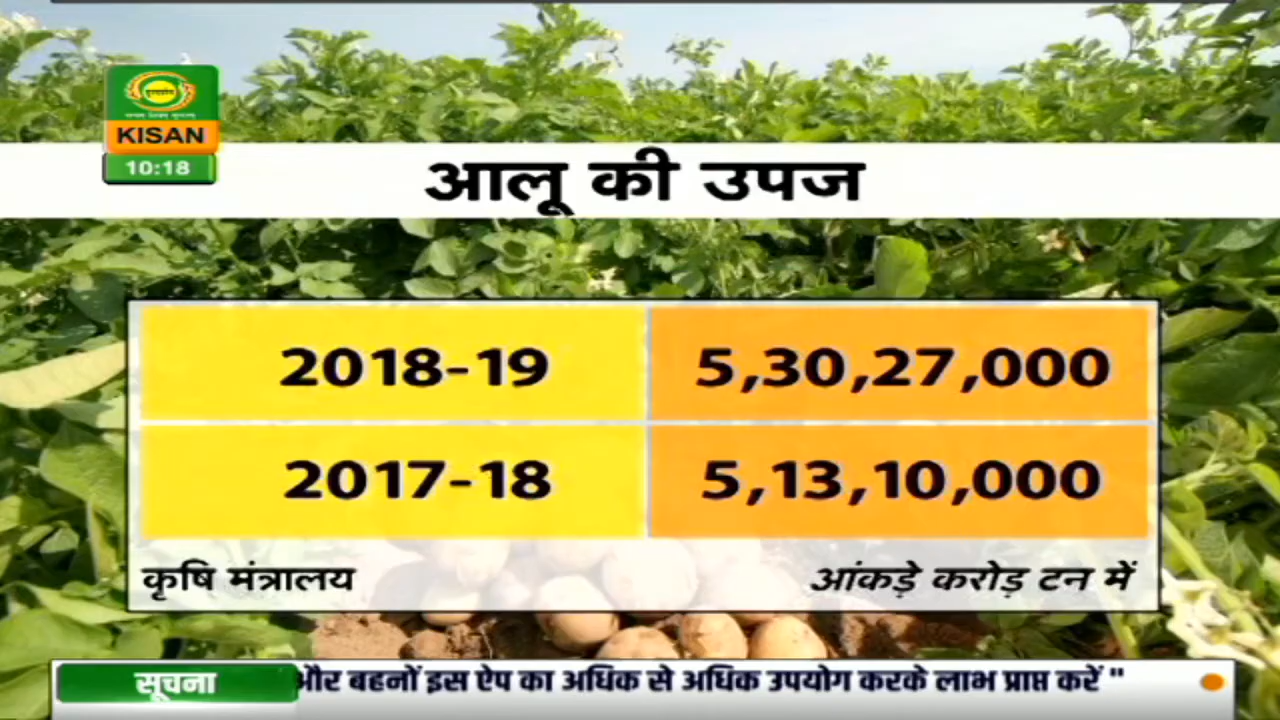 KISAN
10:18
आलू की उपज
2018-19 5,30,27,000
2017-18 5,13,10,000
कृषि मंत्रालय आंकड़े करोड़ टन में
सूचना और बहनों इस ऐप का अधिक से अधिक उपयोग करके लाभ प्राप्त करें "